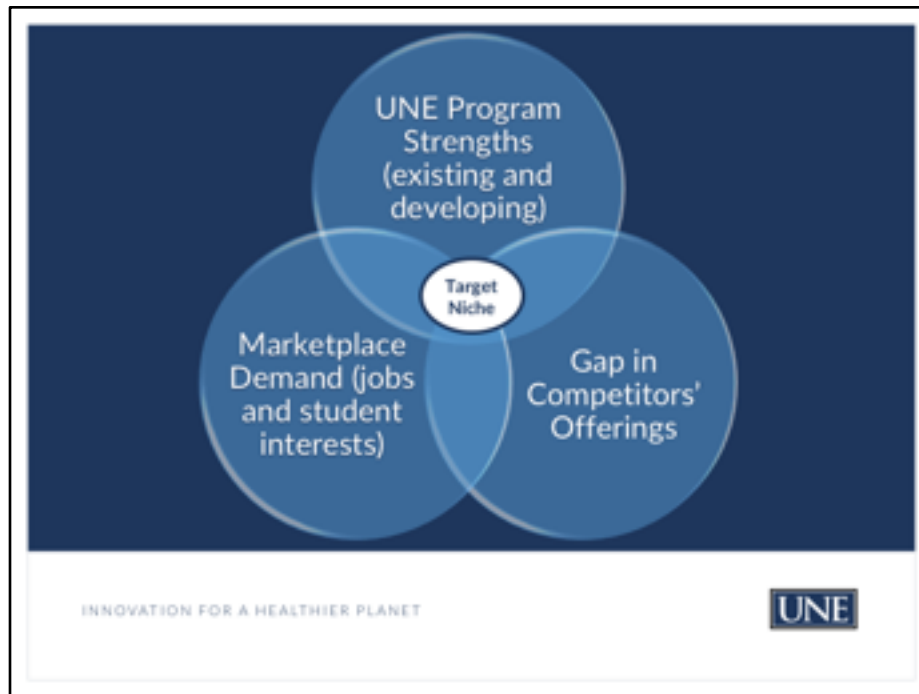 UNE Program
Strengths
(existing and
developing)
Target
Niche
Marketplace
Demand (jobs
and student
interests)
Gap in
Competitors'
Offerings
INNOVATION FOR A HEALTHIER PLANET
UNE